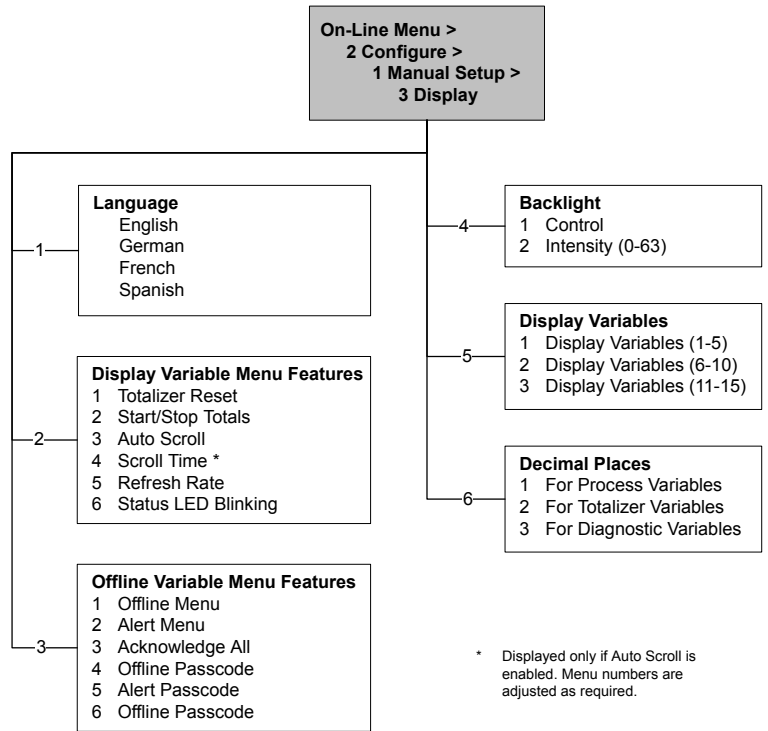 On-Line Menu >
2 Configure >
1 Manual Setup >
3 Display
1
Language
English
German
French
Spanish
2
Display Variable Menu Features
1 Totalizer Reset
2 Start/Stop Totals
3 Auto Scroll
4 Scroll Time *
5 Refresh Rate
6 Status LED Blinking
3
Offline Variable Menu Features
1 Offline Menu
2 Alert Menu
3 Acknowledge All
4 Offline Passcode
5 Alert Passcode
6 Offline Passcode
4
Backlight
1 Control
2 Intensity (0-63)
5
Display Variables
1 Display Variables (1-5)
2 Display Variables (6-10)
3 Display Variables (11-15)
6
Decimal Places
1 For Process Variables
2 For Totalizer Variables
3 For Diagnostic Variables
* Displayed only if Auto Scroll is
enabled. Menu numbers are
adjusted as required.